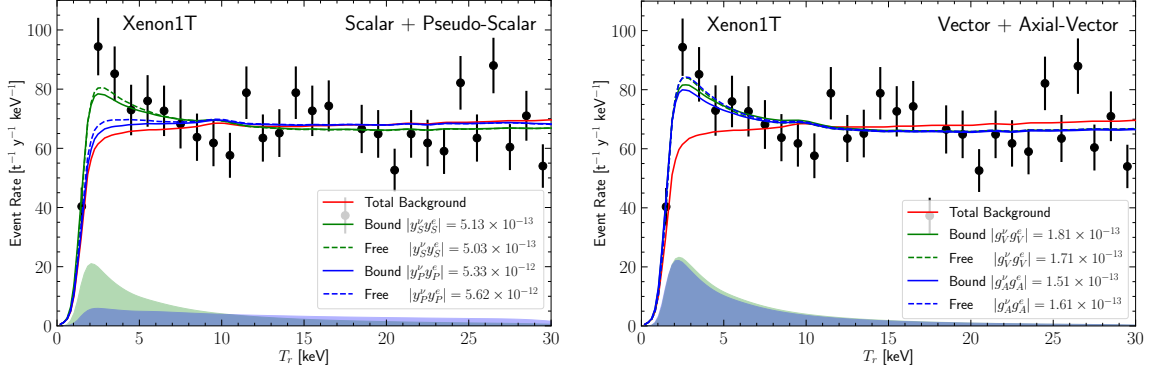 Xenon1T
Scalar + Pseudo-Scalar
Event Rate [t⁻¹ y⁻¹ keV⁻¹]
100
80
60
40
20
0
Total Background
Bound |y_S^ν y_S^e| = 5.13 × 10⁻¹³
Free |y_S^ν y_S^e| = 5.03 × 10⁻¹³
Bound |y_P^ν y_P^e| = 5.33 × 10⁻¹²
Free |y_P^ν y_P^e| = 5.62 × 10⁻¹²
0 5 10 15 20 25 30
T_r [keV]
Xenon1T
Vector + Axial-Vector
Event Rate [t⁻¹ y⁻¹ keV⁻¹]
100
80
60
40
20
0
Total Background
Bound |g_V^ν g_V^e| = 1.81 × 10⁻¹³
Free |g_V^ν g_V^e| = 1.71 × 10⁻¹³
Bound |g_A^ν g_A^e| = 1.51 × 10⁻¹³
Free |g_A^ν g_A^e| = 1.61 × 10⁻¹³
0 5 10 15 20 25 30
T_r [keV]